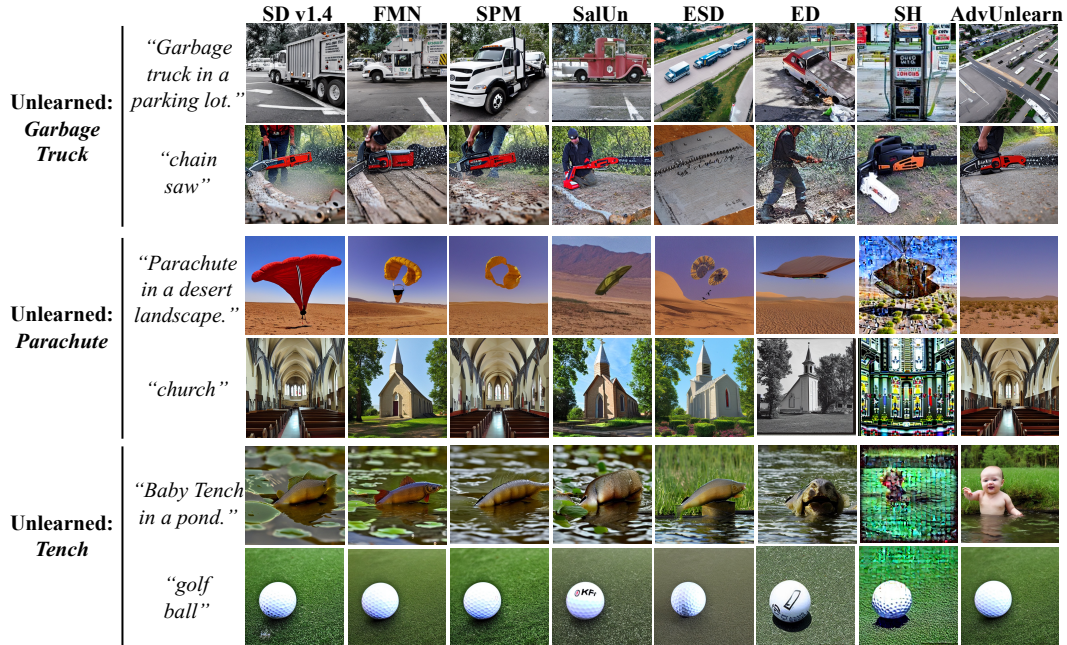 SD v1.4 FMN SPM SalUn ESD ED SH AdvUnlearn
Unlearned:
Garbage
Truck
“Garbage
truck in a
parking lot.”
“chain
saw”
Unlearned:
Parachute
“Parachute
in a desert
landscape.”
“church”
Unlearned:
Tench
“Baby Tench
in a pond.”
“golf
ball”